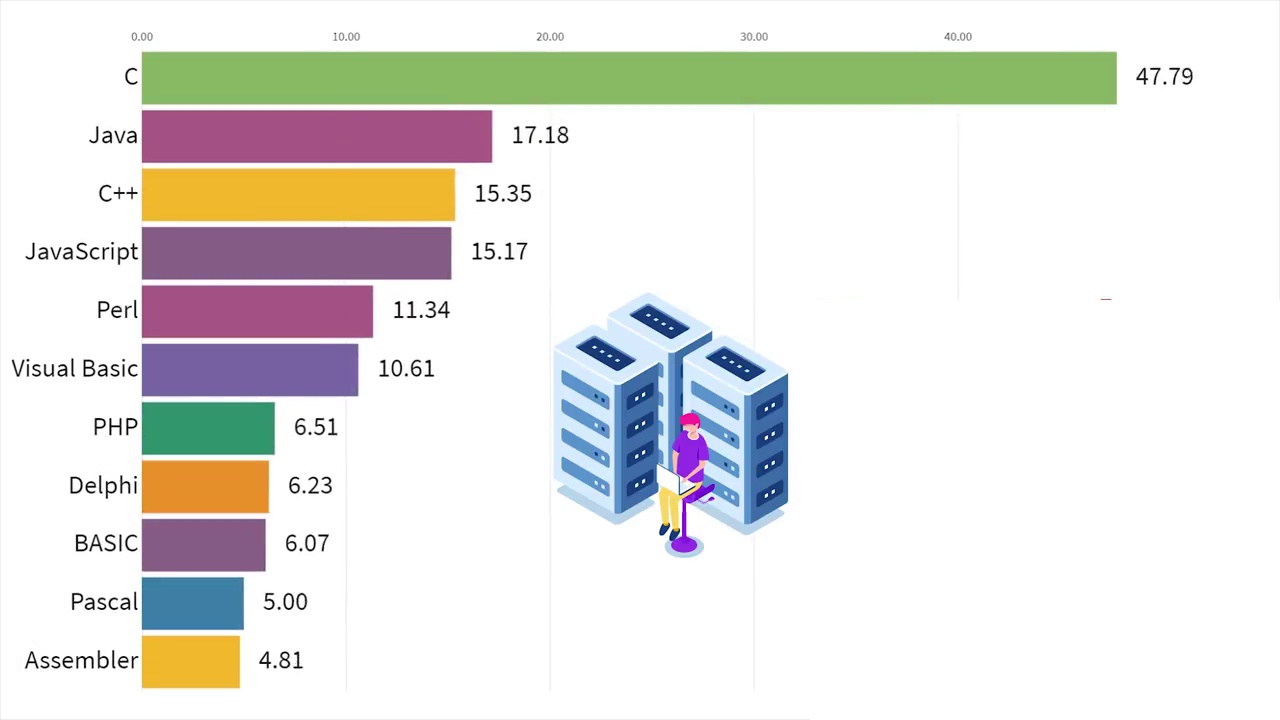 0.00 10.00 20.00 30.00 40.00
C 47.79
Java 17.18
C++ 15.35
JavaScript 15.17
Perl 11.34
Visual Basic 10.61
PHP 6.51
Delphi 6.23
BASIC 6.07
Pascal 5.00
Assembler 4.81